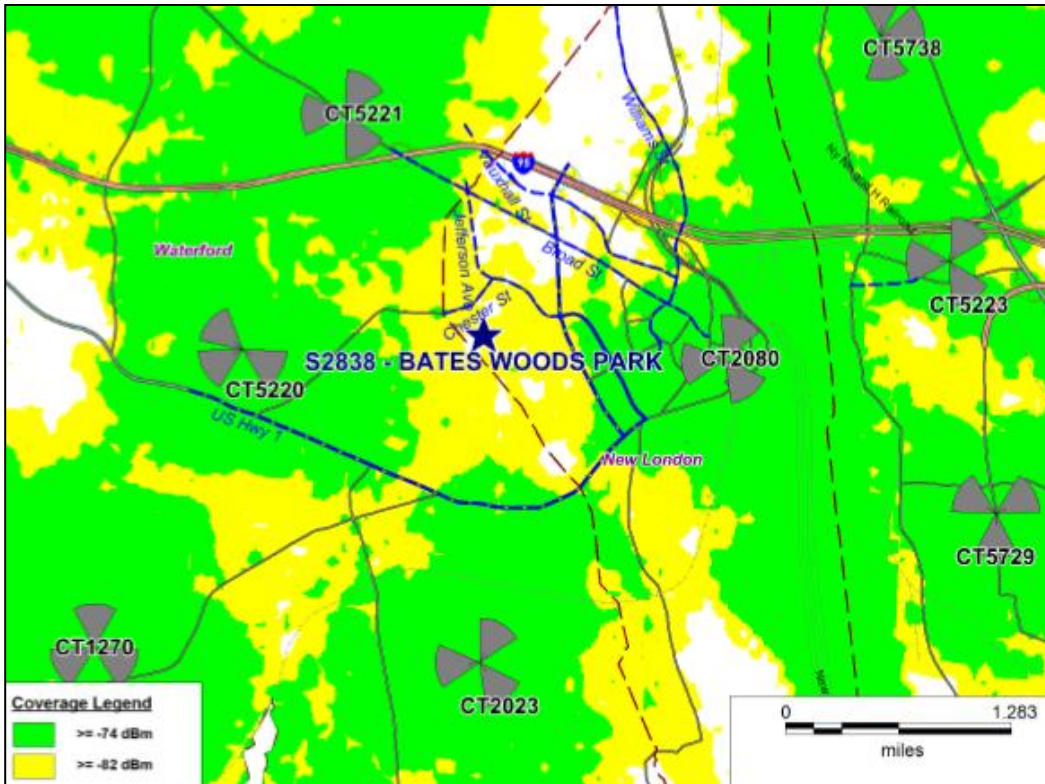 CT5738
CT5221
95
Williams St
Vauxhall St
Waterford
Jefferson Ave
Broad St
CT5223
Chester St
S2838 - BATES WOODS PARK
CT2080
CT5220
US Hwy 1
New London
CT5729
CT1270
CT2023
Coverage Legend
>= -74 dBm
>= -82 dBm
0 1.283
miles